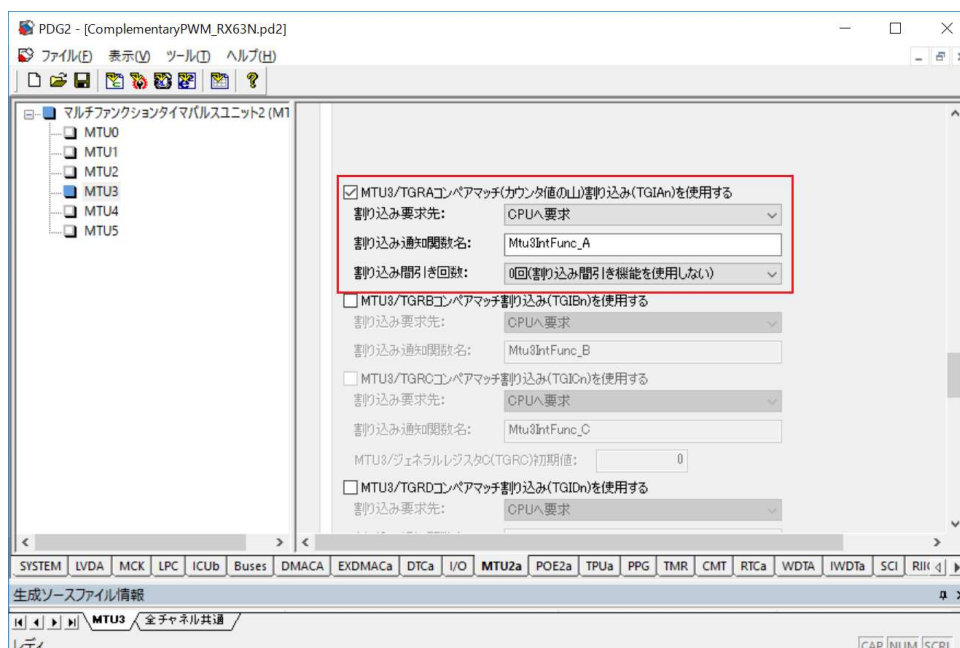 PDG2 - [ComplementaryPWM_RX63N.pd2]
ファイル(F) 表示(V) ツール(T) ヘルプ(H)
マルチファンクションタイマパルスユニット2 (MT
MTU0
MTU1
MTU2
MTU3
MTU4
MTU5
MTU3/TGRAコンペアマッチ(カウンタ値の山)割り込み(TGIAn)を使用する
割り込み要求先: CPUへ要求
割り込み通知関数名: Mtu3IntFunc_A
割り込み間引き回数: 0回(割り込み間引き機能を使用しない)
MTU3/TGRBコンペアマッチ割り込み(TGIBn)を使用する
割り込み要求先: CPUへ要求
割り込み通知関数名: Mtu3IntFunc_B
MTU3/TGRCコンペアマッチ割り込み(TGICn)を使用する
割り込み要求先: CPUへ要求
割り込み通知関数名: Mtu3IntFunc_C
MTU3/ジェネラルレジスタC(TGRC)初期値: 0
MTU3/TGRDコンペアマッチ割り込み(TGIDn)を使用する
割り込み要求先: CPUへ要求
SYSTEM LVDA MCK LPC ICUb Buses DMACA EXDMACa DTCa I/O MTU2a POE2a TPUa PPG TMR CMT RTCa WDTA IWDTa SCI RIIC
生成ソースファイル情報
MTU3 全チャネル共通
レディ CAP NUM SCRL